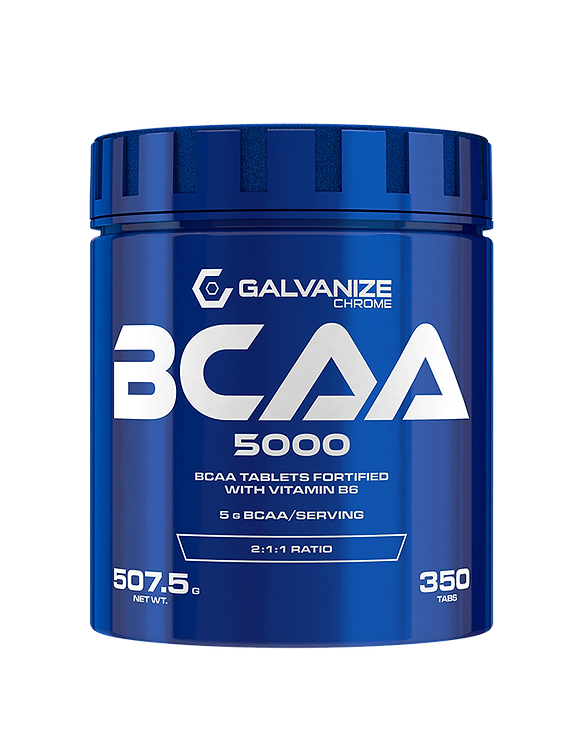 GALVANIZE
CHROME
BCAA
5000
BCAA TABLETS FORTIFIED
WITH VITAMIN B6
5 G BCAA/SERVING
2:1:1 RATIO
507.5 G
NET WT.
350
TABS